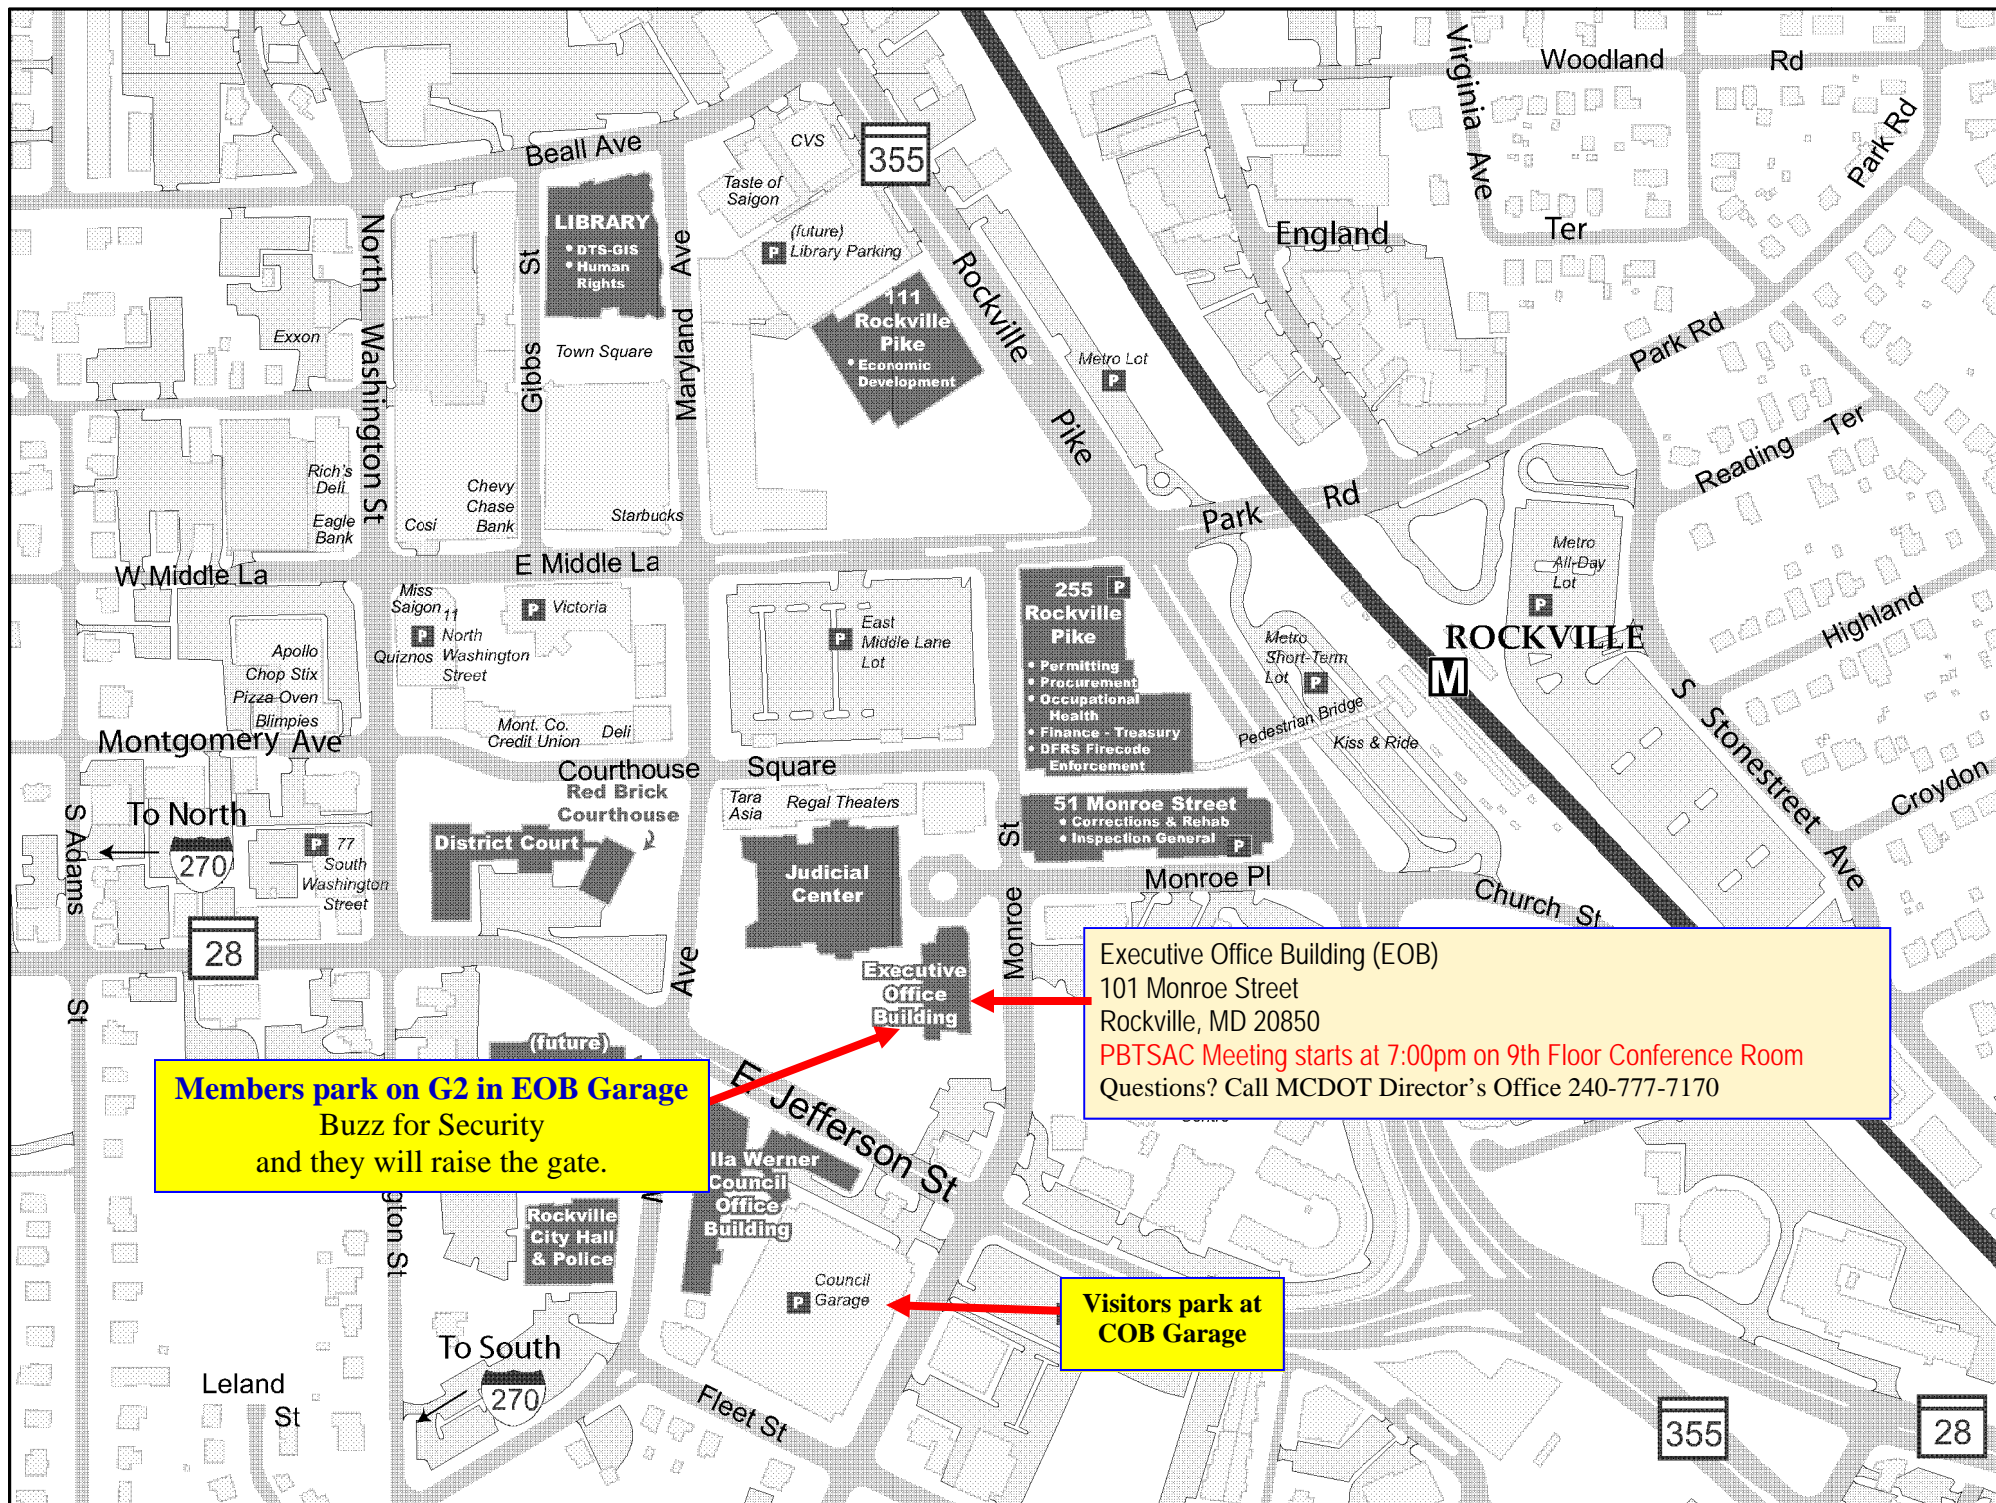 Woodland Rd
Virginia Ave
Park Rd
Beall Ave
CVS
355
Taste of
Saigon
LIBRARY
• DTS-GIS
• Human
Rights
(future)
P Library Parking
England Ter
North Washington St
Gibbs St
Maryland Ave
Rockville Pike
111
Rockville
Pike
• Economic
Development
Exxon
Town Square
Metro Lot
P
Park Rd
Reading Ter
Rich's
Deli
Eagle
Bank
Cosi
Chevy
Chase
Bank
Starbucks
Park Rd
Metro
All-Day
Lot
P
W Middle La
E Middle La
Miss
Saigon
P
Quiznos
11
North
Washington
Street
P Victoria
P East
Middle Lane
Lot
255 P
Rockville
Pike
• Permitting
• Procurement
• Occupational
Health
• Finance - Treasury
• DFRS Firecode
Enforcement
Metro
Short-Term
Lot P
ROCKVILLE
M
Highland
Apollo
Chop Stix
Pizza Oven
Blimpies
Mont. Co.
Credit Union
Deli
Pedestrian Bridge
Kiss & Ride
S Stonestreet Ave
Croydon
Montgomery Ave
Courthouse Square
Red Brick
Courthouse
Tara
Asia
Regal Theaters
51 Monroe Street
• Corrections & Rehab
• Inspection General P
To North
270
S Adams St
P 77
South
Washington
Street
District Court
Judicial
Center
Monroe St
Monroe Pl
Church St
28
Ave
Executive
Office
Building
Executive Office Building (EOB)
101 Monroe Street
Rockville, MD 20850
PBTSAC Meeting starts at 7:00pm on 9th Floor Conference Room
Questions? Call MCDOT Director's Office 240-777-7170
(future)
Members park on G2 in EOB Garage
Buzz for Security
and they will raise the gate.
E Jefferson St
lla Werner
Council
Office
Building
gton St
Rockville
City Hall
& Police
Council
P Garage
Visitors park at
COB Garage
To South
270
Leland
St
Fleet St
355
28